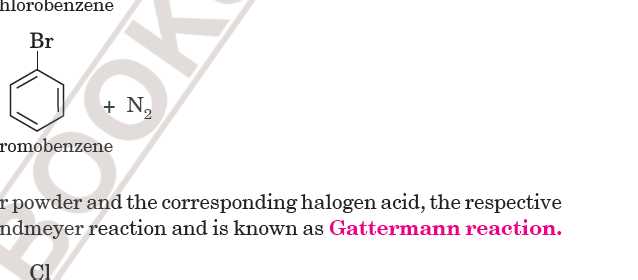 hlorobenzene
Br
+ N2
romobenzene
r powder and the corresponding halogen acid, the respective
ndmeyer reaction and is known as Gattermann reaction.
Cl
BOOK